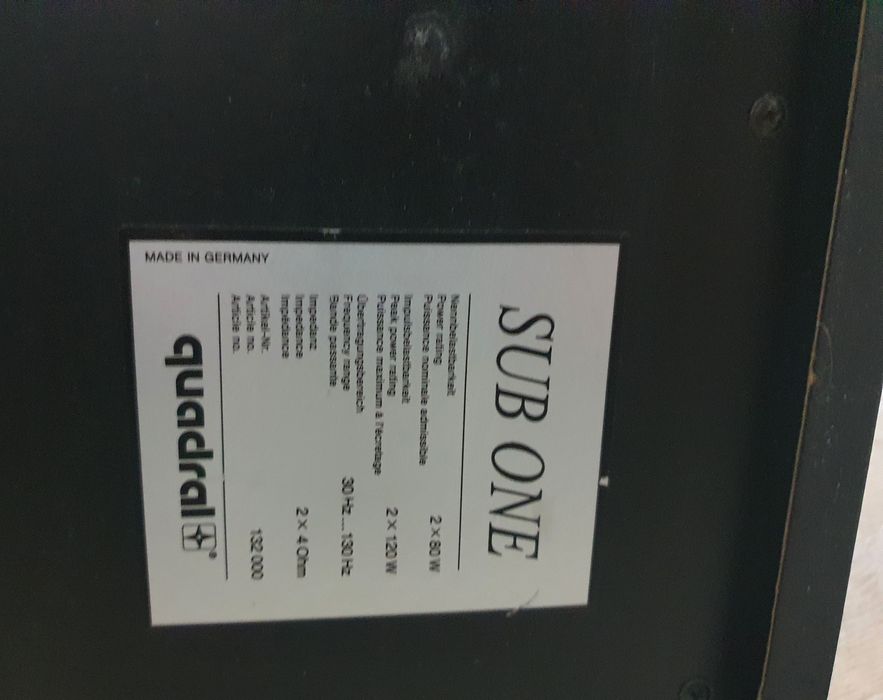 SUB ONE
Nennbelastbarkeit
Power rating 2 × 80 W
Puissance nominale admissible
Impulsbelastbarkeit
Peak power rating 2 × 120 W
Puissance maximum à l'écretage
Übertragungsbereich
Frequency range 30 Hz ... 130 Hz
Bande passante
Impedanz
Impedance 2 × 4 Ohm
Impédance
Artikel-Nr.
Article no. 132 000
Article no.
quadral®
MADE IN GERMANY